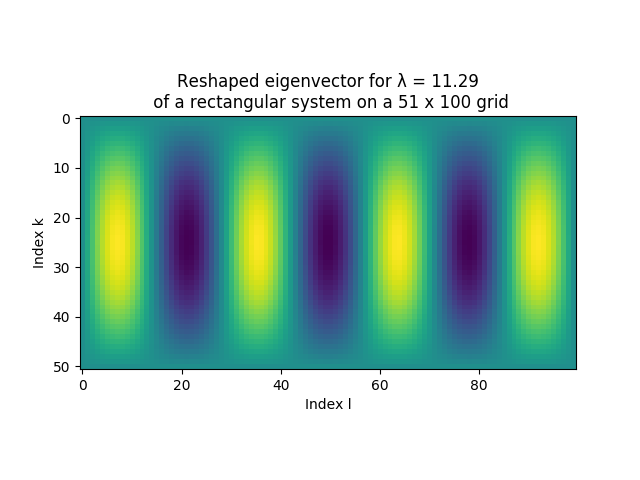 Reshaped eigenvector for λ = 11.29
of a rectangular system on a 51 x 100 grid
0
10
20
30
40
50
Index k
0 20 40 60 80
Index l